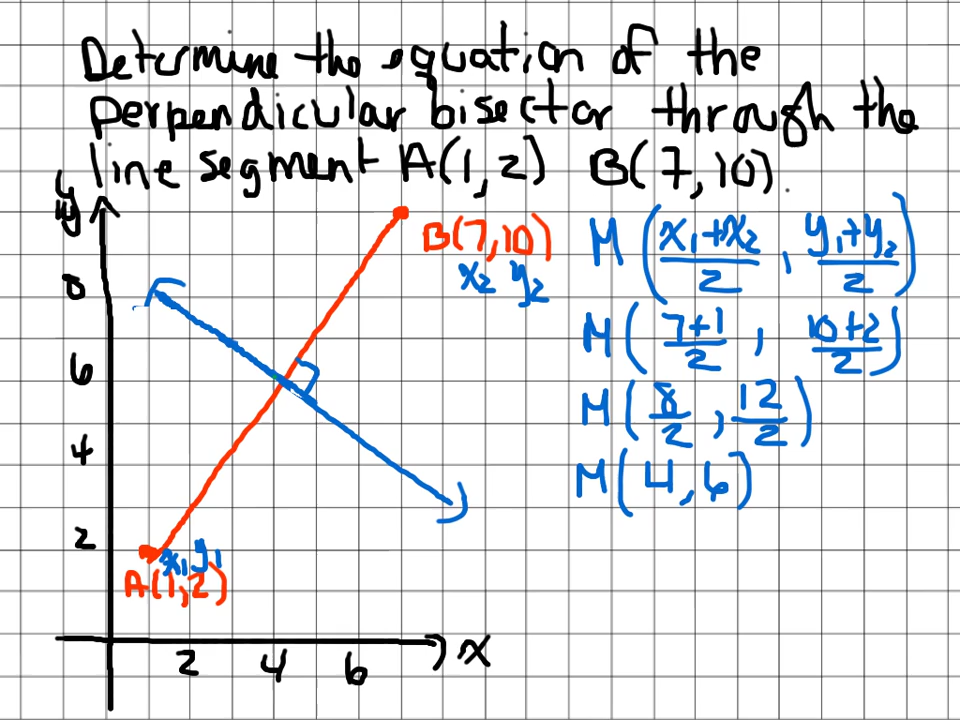 Determine the equation of the
perpendicular bisector through the
line segment A(1,2) B(7,10).
y
8
6
4
2
2 4 6 x
B(7,10)
x₂ y₂
x₁ y₁
A(1,2)
M (x₁+x₂/2, y₁+y₂/2)
M (7+1/2, 10+2/2)
M (8/2, 12/2)
M (4,6)